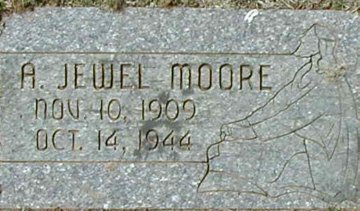 A. JEWEL MOORE
NOV. 10, 1909
OCT. 14, 1944